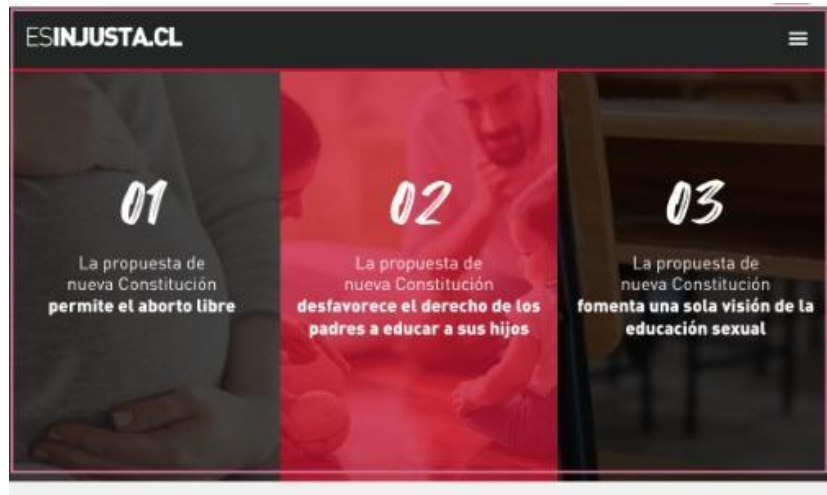 ESINJUSTA.CL
01
La propuesta de
nueva Constitución
permite el aborto libre
02
La propuesta de
nueva Constitución
desfavorece el derecho de los
padres a educar a sus hijos
03
La propuesta de
nueva Constitución
fomenta una sola visión de la
educación sexual